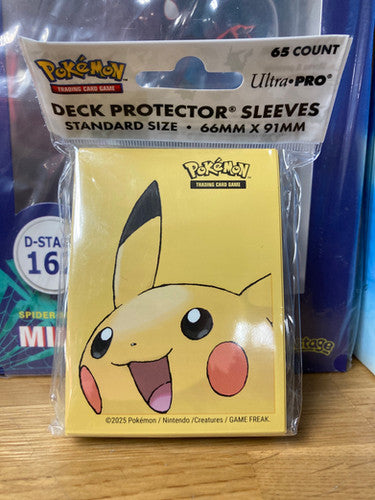 65 COUNT
Pokémon
TRADING CARD GAME
Ultra•PRO®
DECK PROTECTOR® SLEEVES
STANDARD SIZE • 66MM X 91MM
Pokémon
TRADING CARD GAME
D-STA
16
SPIDER
MI
tage
©2025 Pokémon / Nintendo /Creatures / GAME FREAK.